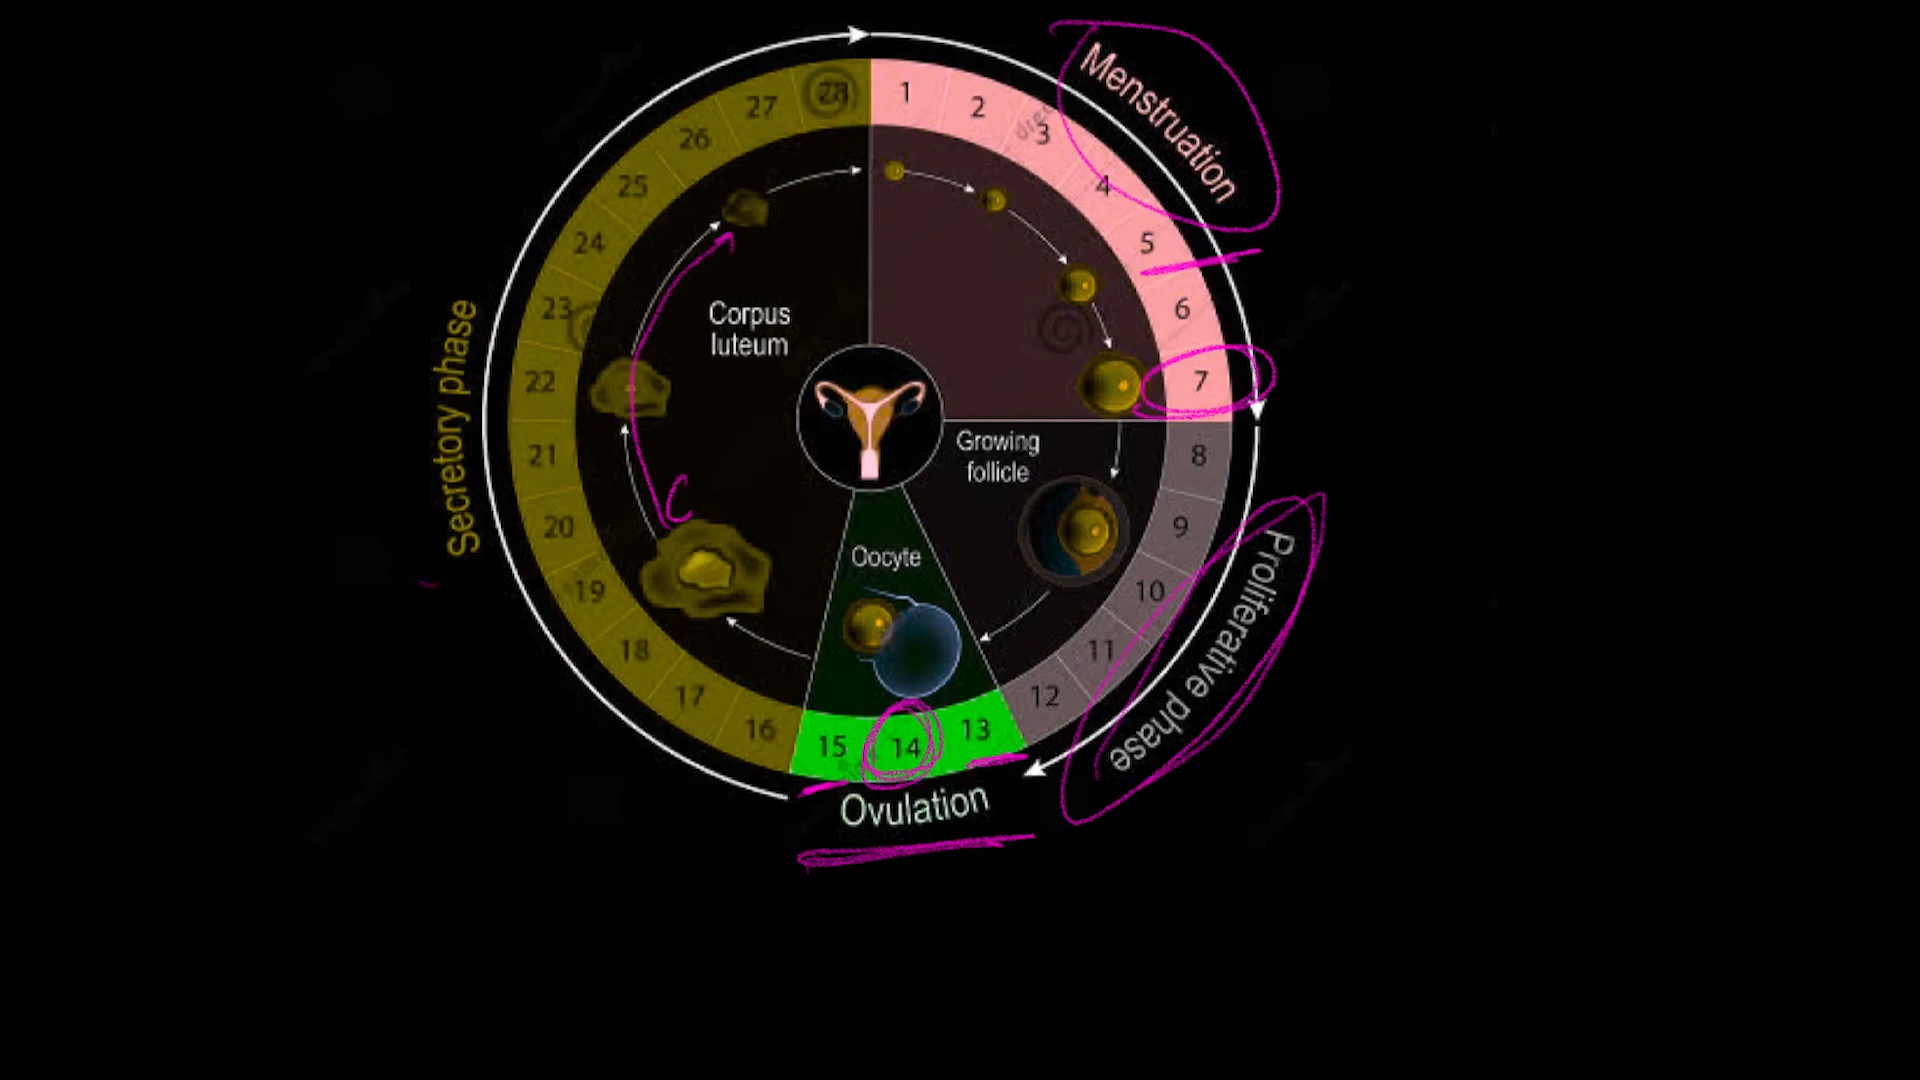 Menstruation
1
2
3
4
5
6
7
8
9
10
11
12
13
14
15
16
17
18
19
20
21
22
23
24
25
26
27
28
Proliferative phase
Ovulation
Secretory phase
Corpus
luteum
Growing
follicle
Oocyte
C